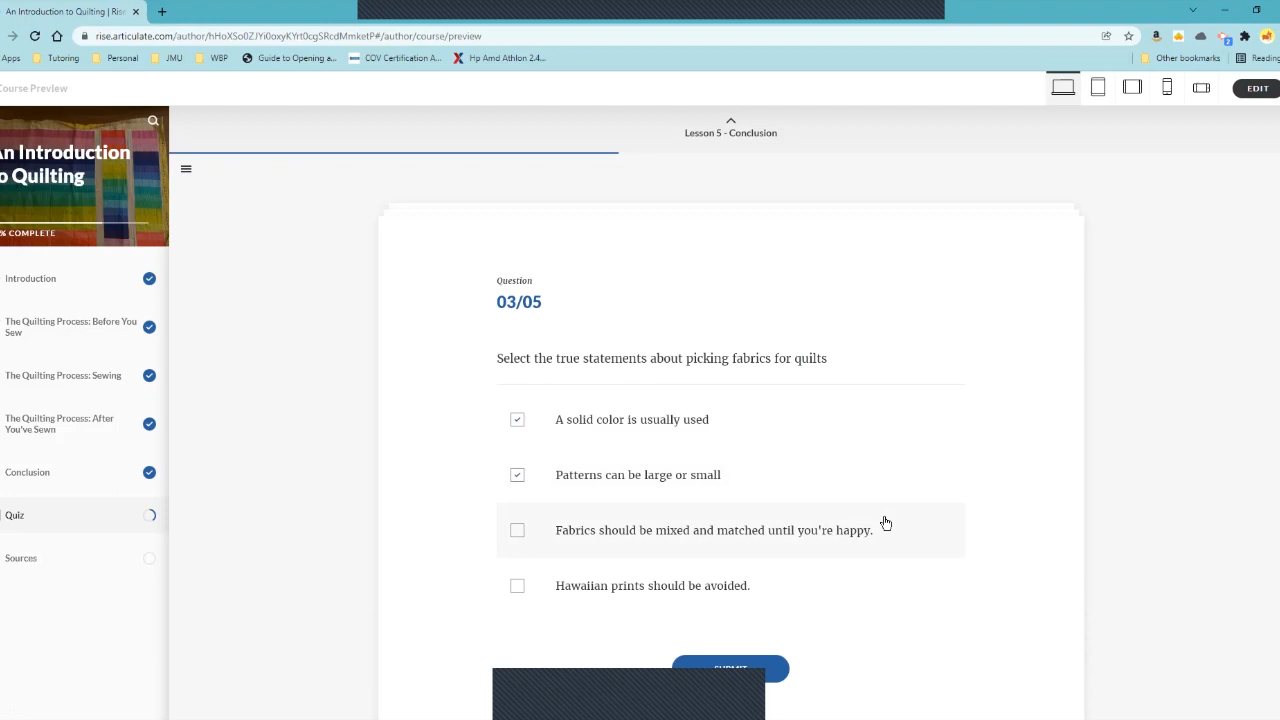 An Introduction to Quilting | Rise
rise.articulate.com/author/hHoXSo0ZJYi0oxyKYrt0cgSRcdMmketP#/author/course/preview
Apps Tutoring Personal JMU WBP Guide to Opening a... COV Certification A... Hp Amd Athlon 2.4... Other bookmarks Reading
Course Preview
EDIT
Lesson 5 - Conclusion
An Introduction
o Quilting
% COMPLETE
Introduction
The Quilting Process: Before You
Sew
The Quilting Process: Sewing
The Quilting Process: After
You've Sewn
Conclusion
Quiz
Sources
Question
03/05
Select the true statements about picking fabrics for quilts
A solid color is usually used
Patterns can be large or small
Fabrics should be mixed and matched until you're happy.
Hawaiian prints should be avoided.
SUBMIT